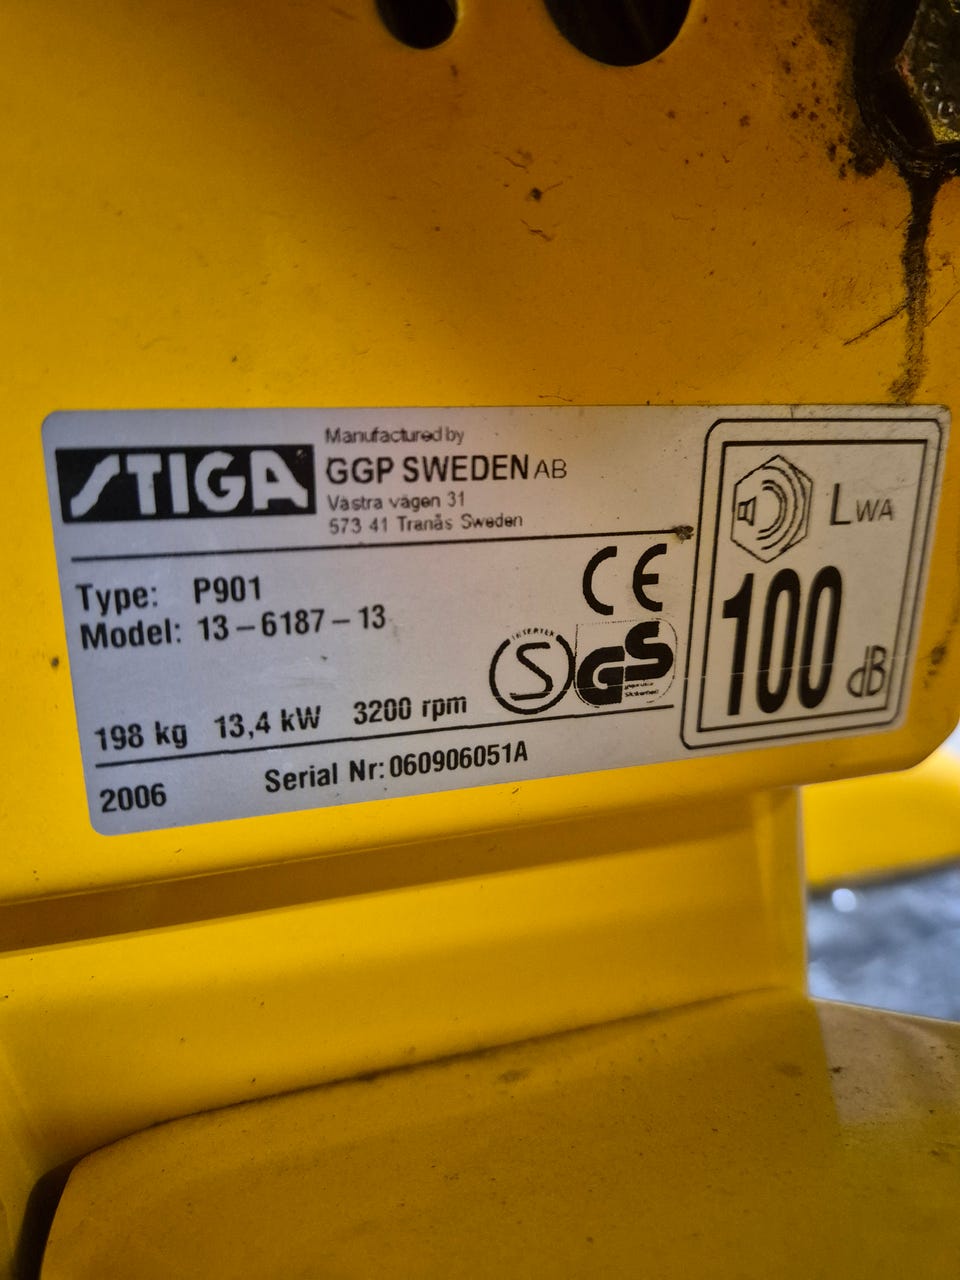 STIGA
Manufactured by
GGP SWEDEN AB
Västra vägen 31
573 41 Tranås Sweden
Type: P901
Model: 13-6187-13
CE
INTERTEK
S
GS
198 kg 13,4 kW 3200 rpm
2006 Serial Nr: 060906051A
LWA
100
dB